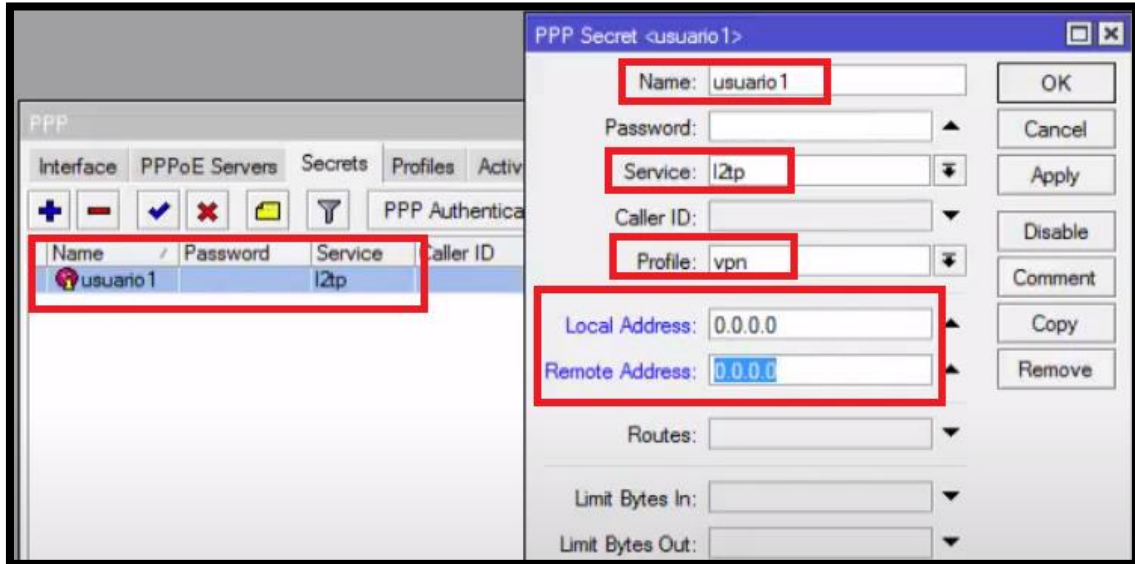 PPP
Interface PPPoE Servers Secrets Profiles Activ
PPP Authentica
Name Password Service Caller ID
usuario1 l2tp
PPP Secret <usuario1>
Name: usuario1
Password:
Service: l2tp
Caller ID:
Profile: vpn
Local Address: 0.0.0.0
Remote Address: 0.0.0.0
Routes:
Limit Bytes In:
Limit Bytes Out:
OK
Cancel
Apply
Disable
Comment
Copy
Remove